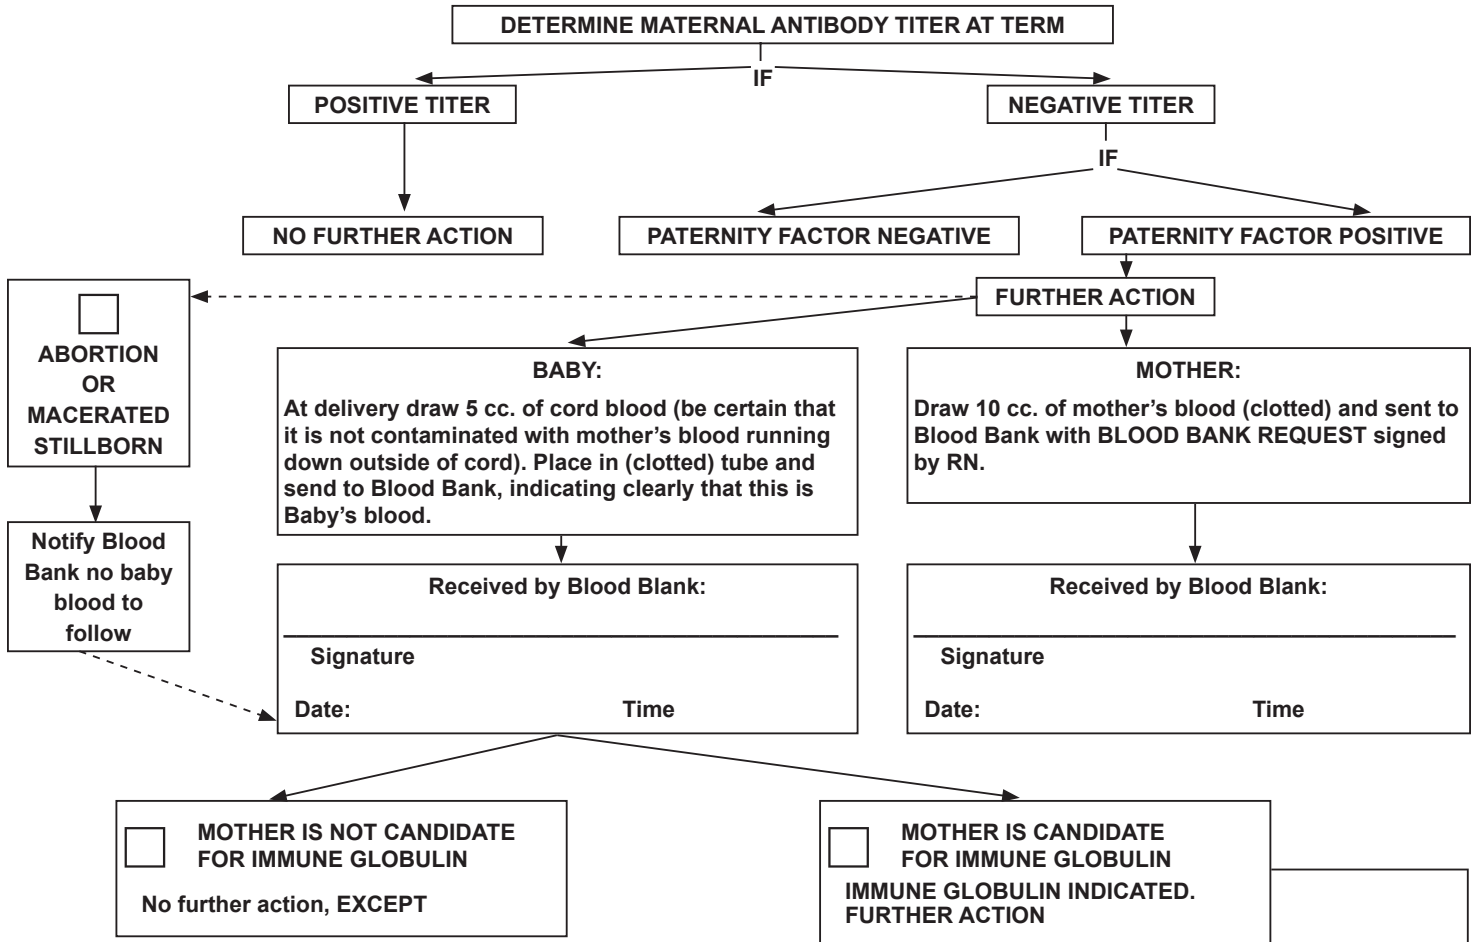 DETERMINE MATERNAL ANTIBODY TITER AT TERM
IF
POSITIVE TITER
NEGATIVE TITER
IF
NO FURTHER ACTION
PATERNITY FACTOR NEGATIVE
PATERNITY FACTOR POSITIVE
FURTHER ACTION
ABORTION
OR
MACERATED
STILLBORN
BABY:
At delivery draw 5 cc. of cord blood (be certain that
it is not contaminated with mother’s blood running
down outside of cord). Place in (clotted) tube and
send to Blood Bank, indicating clearly that this is
Baby’s blood.
MOTHER:
Draw 10 cc. of mother’s blood (clotted) and sent to
Blood Bank with BLOOD BANK REQUEST signed
by RN.
Notify Blood
Bank no baby
blood to
follow
Received by Blood Blank:
Signature
Date: Time
Received by Blood Blank:
Signature
Date: Time
MOTHER IS NOT CANDIDATE
FOR IMMUNE GLOBULIN
No further action, EXCEPT
MOTHER IS CANDIDATE
FOR IMMUNE GLOBULIN
IMMUNE GLOBULIN INDICATED.
FURTHER ACTION